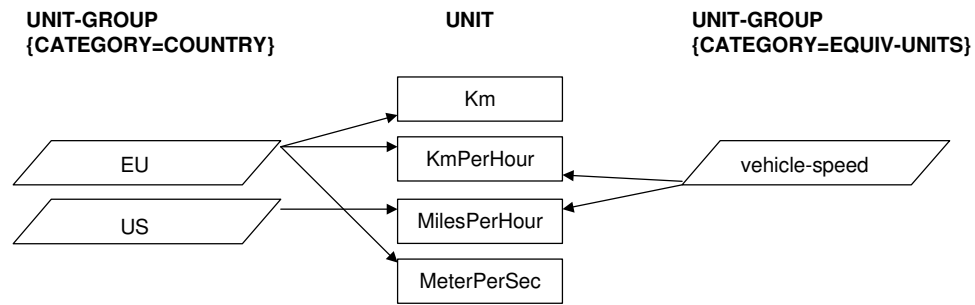 UNIT-GROUP
{CATEGORY=COUNTRY}
UNIT
UNIT-GROUP
{CATEGORY=EQUIV-UNITS}
Km
EU
KmPerHour
vehicle-speed
US
MilesPerHour
MeterPerSec